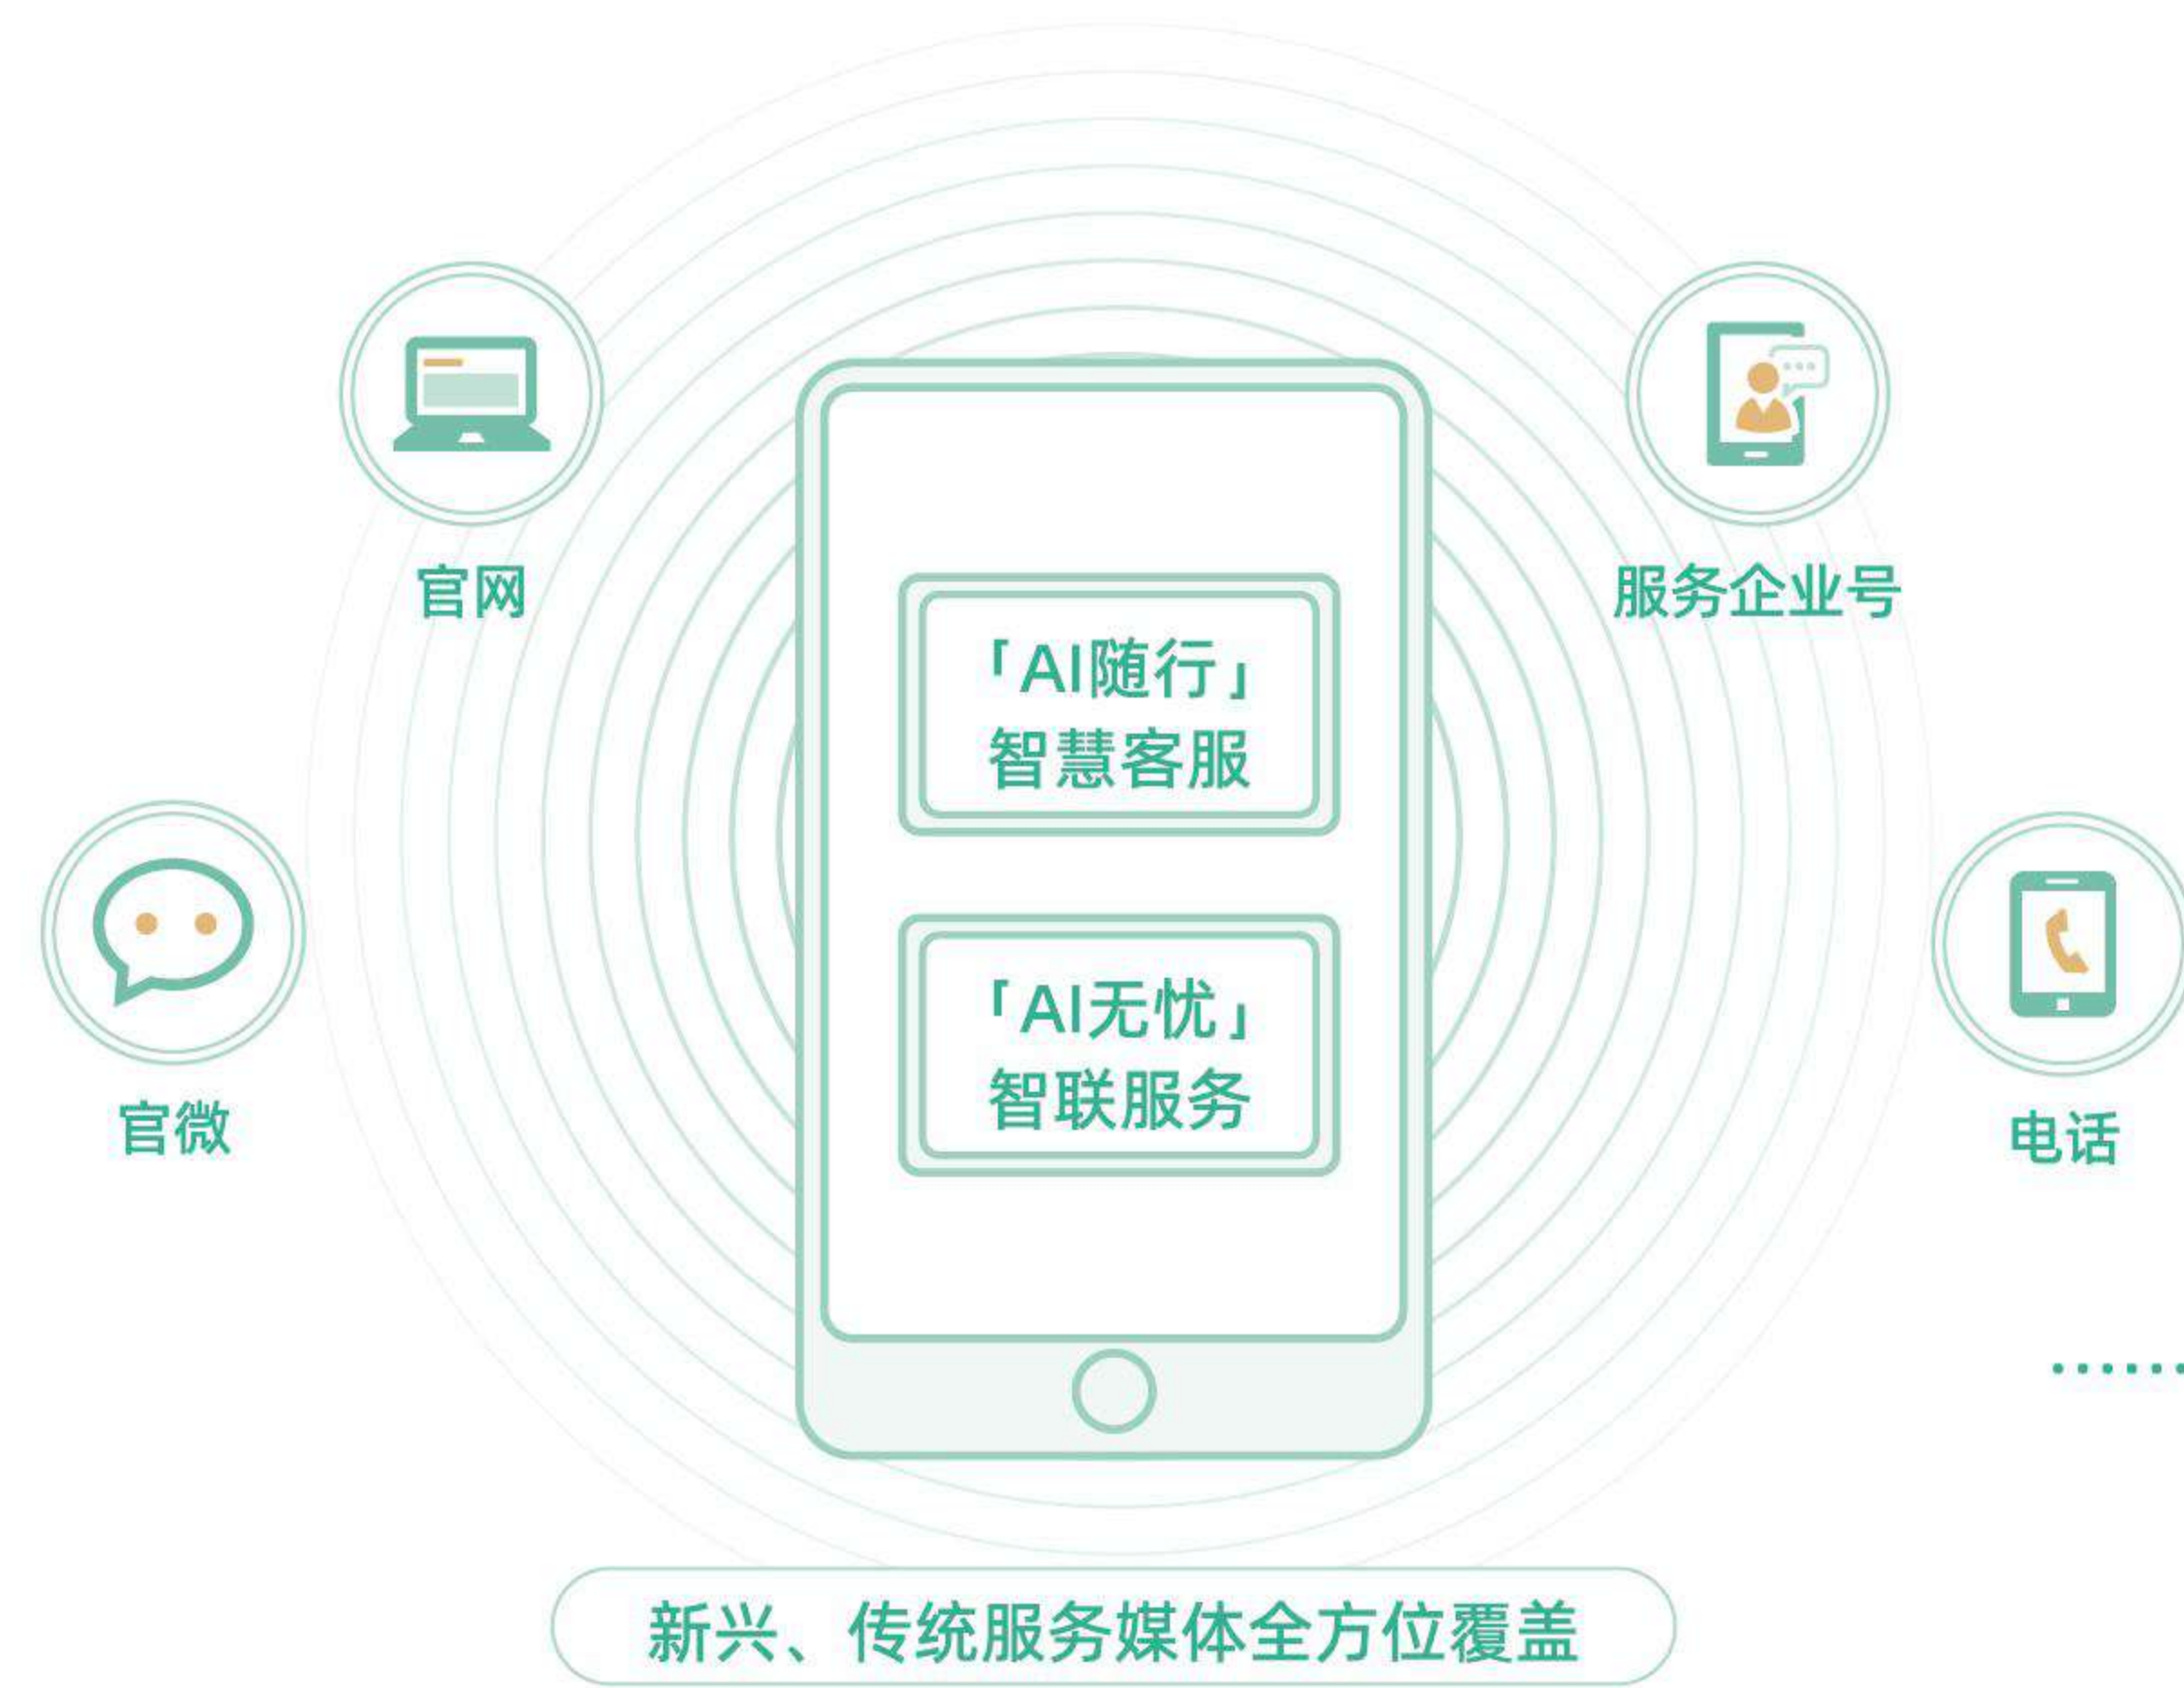 官网
服务企业号
「AI随行」
智慧客服
「AI无忧」
智联服务
官微
电话
新兴、传统服务媒体全方位覆盖